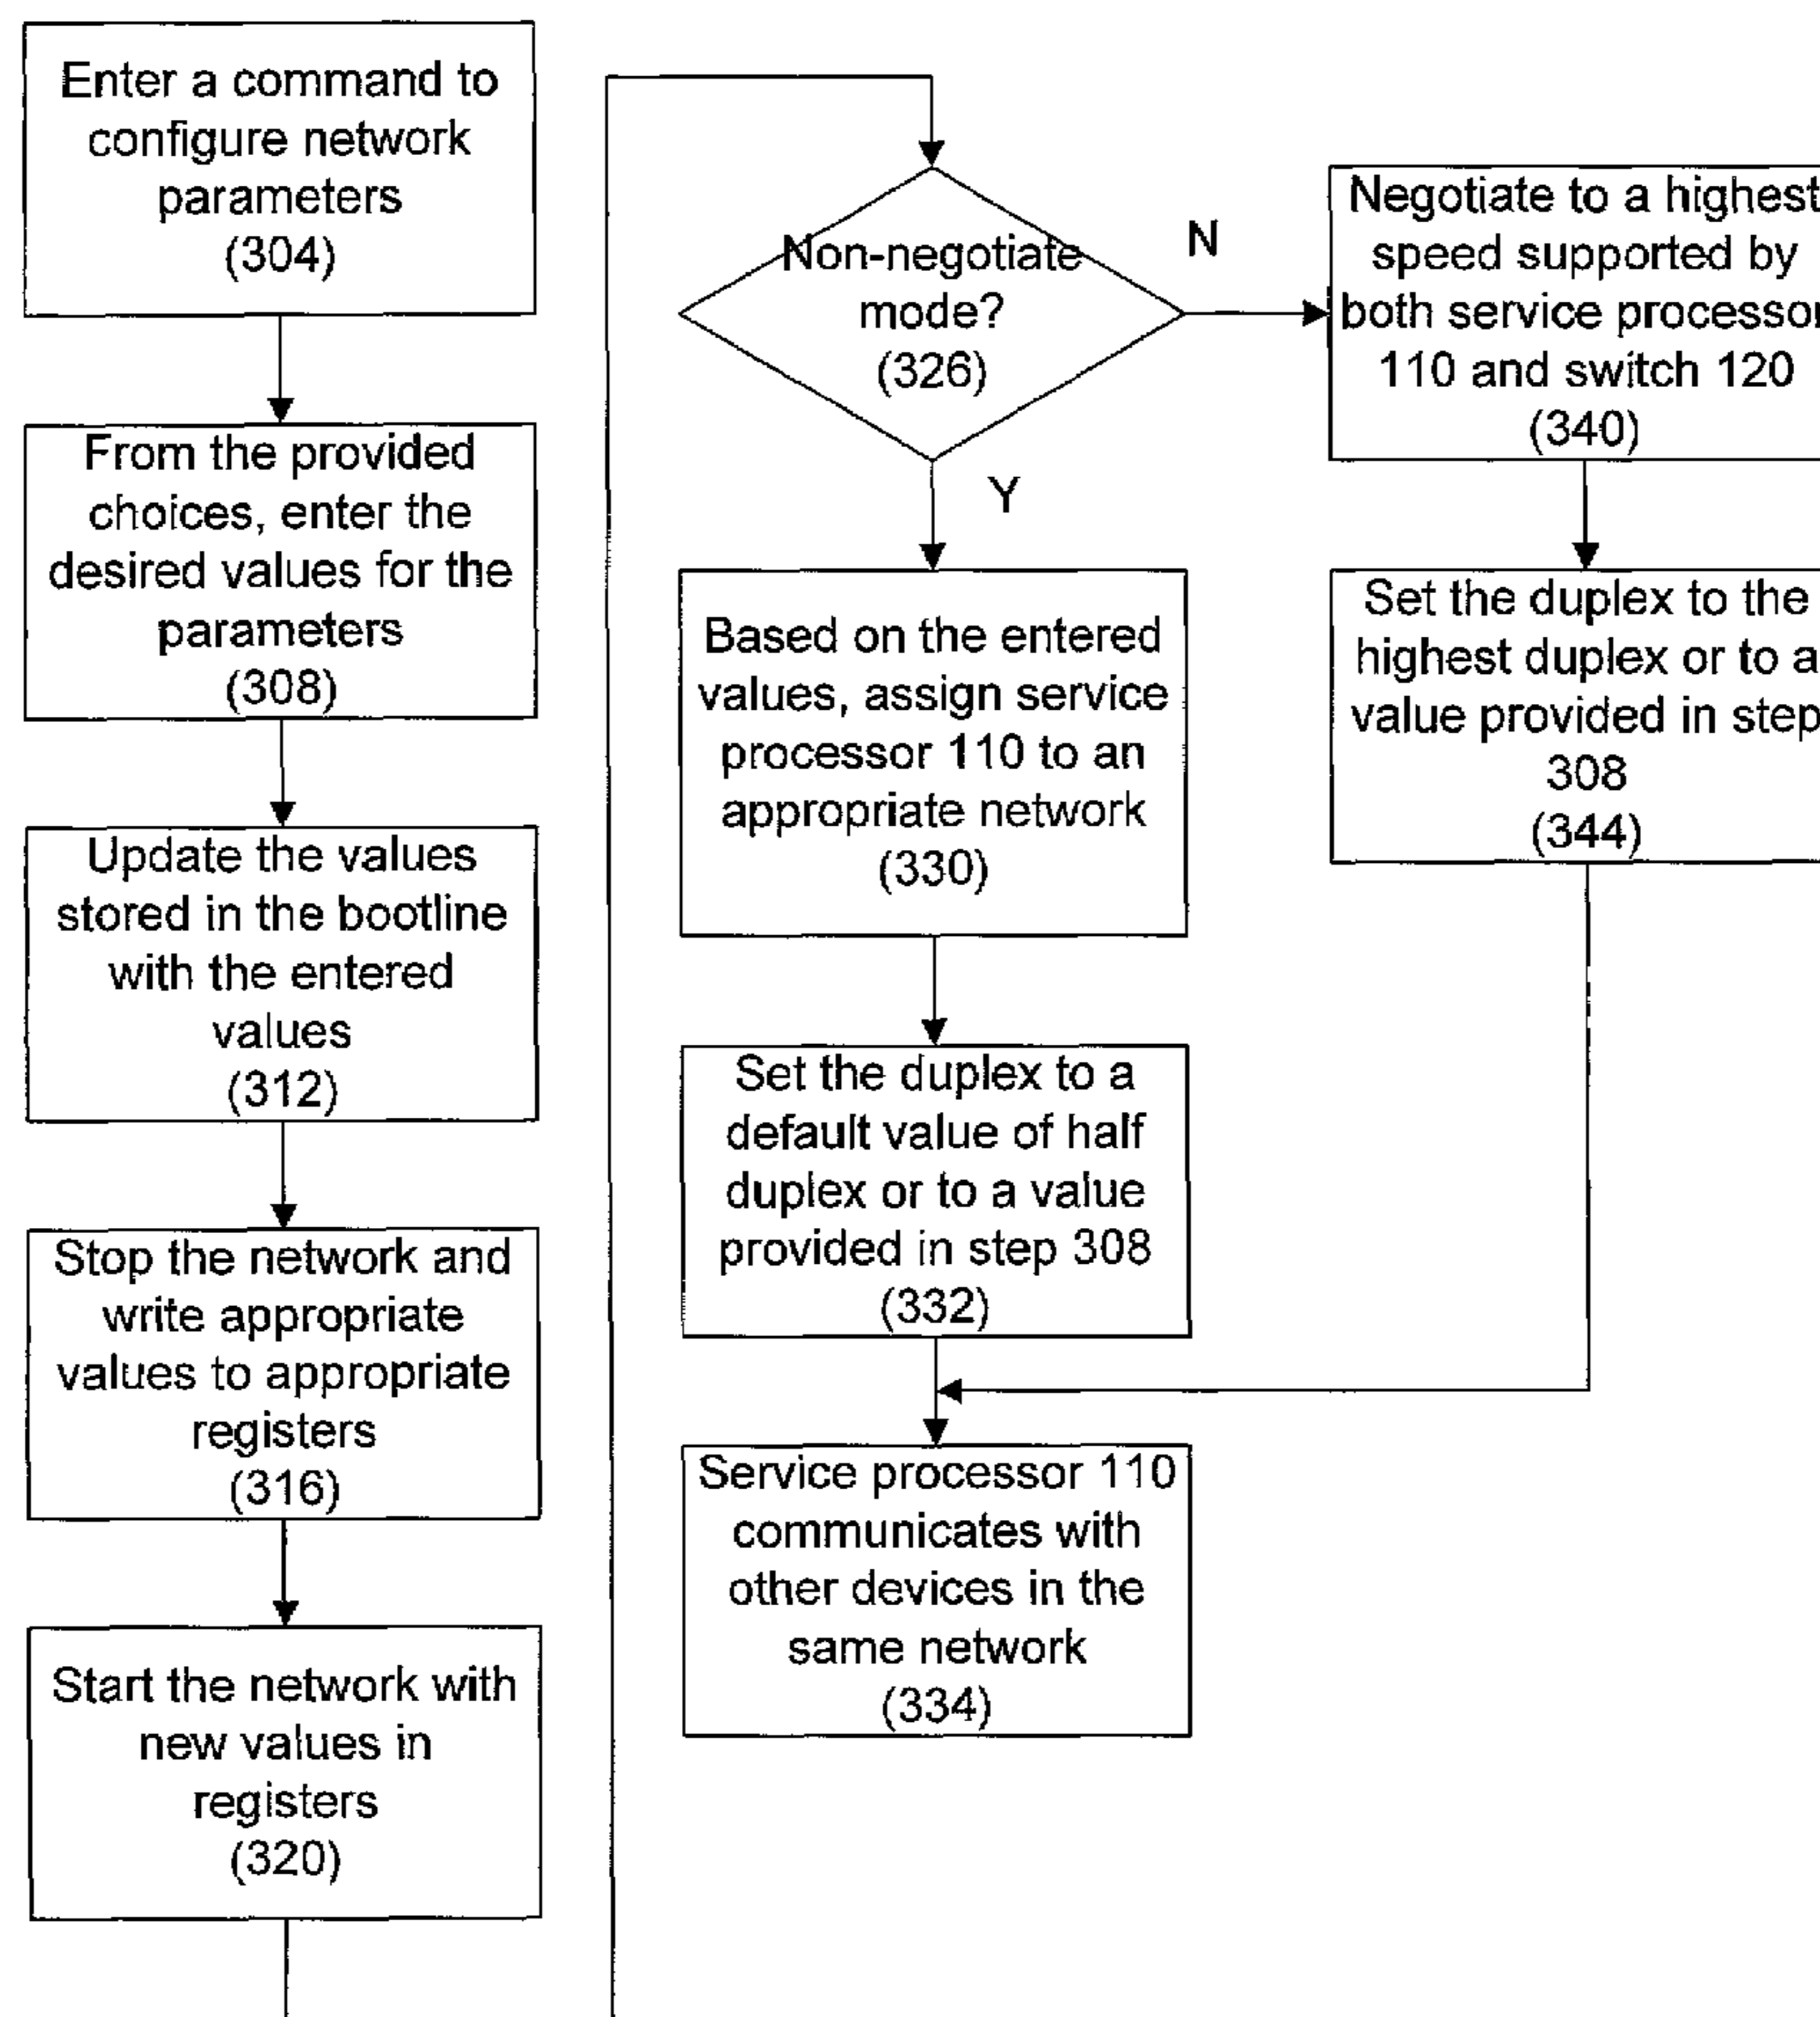 Enter a command to
configure network
parameters
(304)
From the provided
choices, enter the
desired values for the
parameters
(308)
Update the values
stored in the bootline
with the entered
values
(312)
Stop the network and
write appropriate
values to appropriate
registers
(316)
Start the network with
new values in
registers
(320)
Non-negotiate
mode?
(326)
N
Y
Based on the entered
values, assign service
processor 110 to an
appropriate network
(330)
Set the duplex to a
default value of half
duplex or to a value
provided in step 308
(332)
Service processor 110
communicates with
other devices in the
same network
(334)
Negotiate to a highest
speed supported by
both service processor
110 and switch 120
(340)
Set the duplex to the
highest duplex or to a
value provided in step
308
(344)